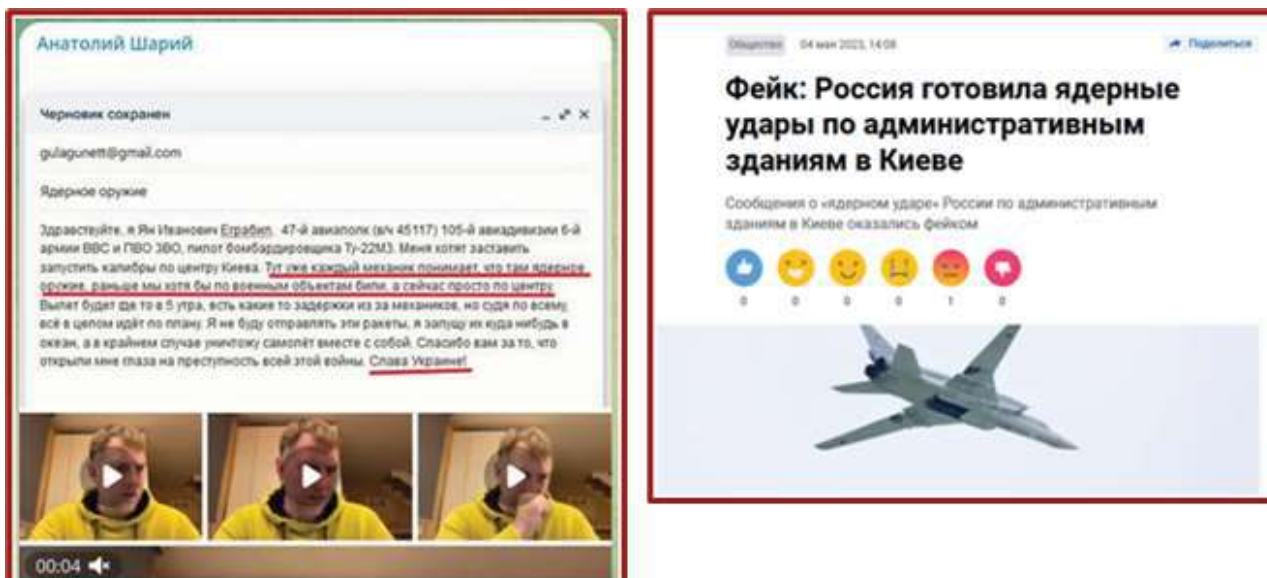 Анатолий Шарий
Черновик сохранен
gulagunett@gmail.com
Ядерное оружие
Здравствуйте, я Ян Иванович Еграбил, 47-й авиаполк (в/ч 45117) 105-й авиадивизии 6-й
армии ВВС и ПВО ЗВО, пилот бомбардировщика Ту-22М3. Меня хотят заставить
запустить калибры по центру Киева. Тут уже каждый механик понимает, что там ядерное
оружие, раньше мы хотя бы по военным объектам били, а сейчас просто по центру.
Вылет будет где то в 5 утра, есть какие то задержки из за механиков, но судя по всему,
всё в целом идёт по плану. Я не буду отправлять эти ракеты, я запущу их куда нибудь в
океан, а в крайнем случае уничтожу самолёт вместе с собой. Спасибо вам за то, что
открыли мне глаза на преступность всей этой войны. Слава Украине!
00:04
Общество 04 мая 2023, 14:08 Поделиться
Фейк: Россия готовила ядерные
удары по административным
зданиям в Киеве
Сообщения о «ядерном ударе» России по административным
зданиям в Киеве оказались фейком
0 0 0 0 1 0